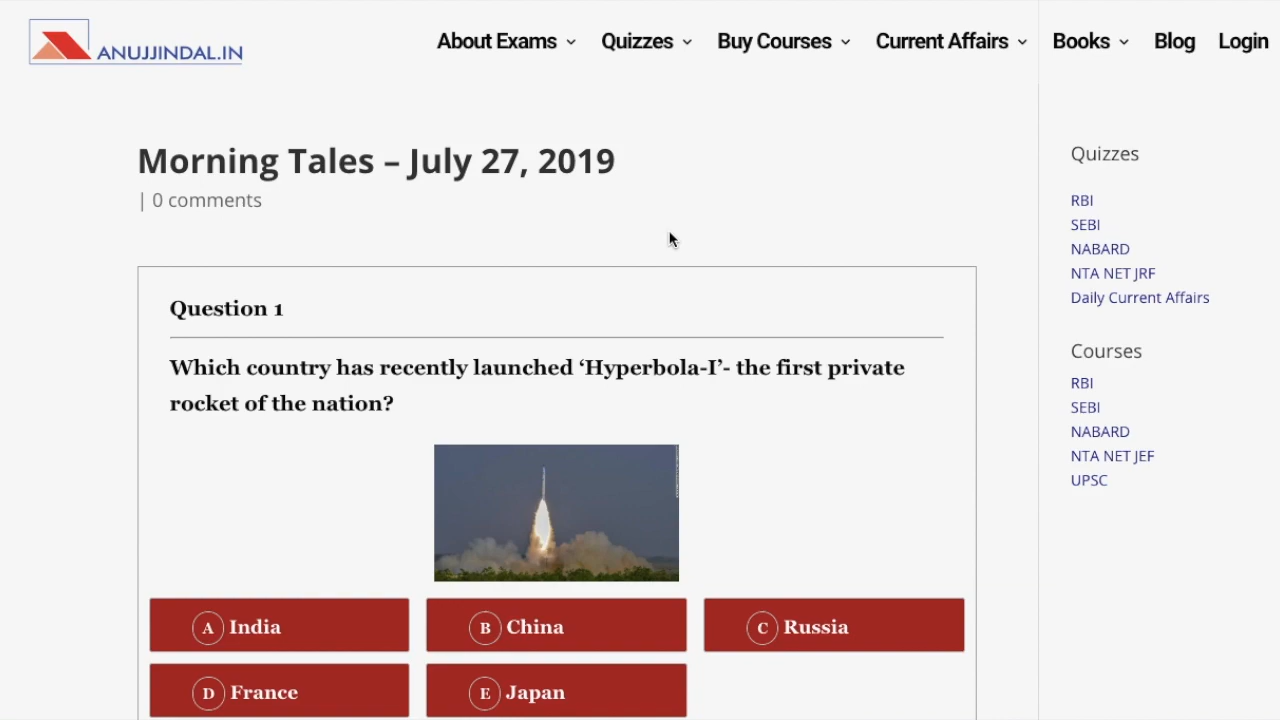 ANUJJINDAL.IN
About Exams Quizzes Buy Courses Current Affairs Books Blog Login
Morning Tales – July 27, 2019
| 0 comments
Question 1
Which country has recently launched ‘Hyperbola-I’- the first private
rocket of the nation?
A India
B China
C Russia
D France
E Japan
Quizzes
RBI
SEBI
NABARD
NTA NET JRF
Daily Current Affairs
Courses
RBI
SEBI
NABARD
NTA NET JEF
UPSC